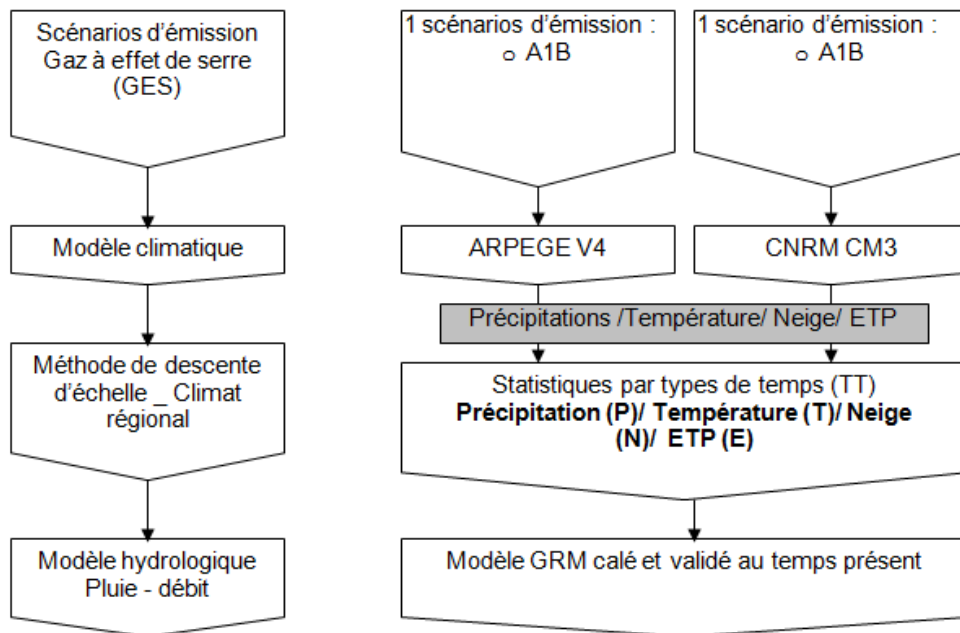 Scénarios d'émission
Gaz à effet de serre
(GES)
1 scénarios d'émission :
o A1B
1 scénario d'émission :
o A1B
Modèle climatique
ARPEGE V4
CNRM CM3
Précipitations /Température/ Neige/ ETP
Méthode de descente
d'échelle _ Climat
régional
Statistiques par types de temps (TT)
Précipitation (P)/ Température (T)/ Neige
(N)/ ETP (E)
Modèle hydrologique
Pluie - débit
Modèle GRM calé et validé au temps présent